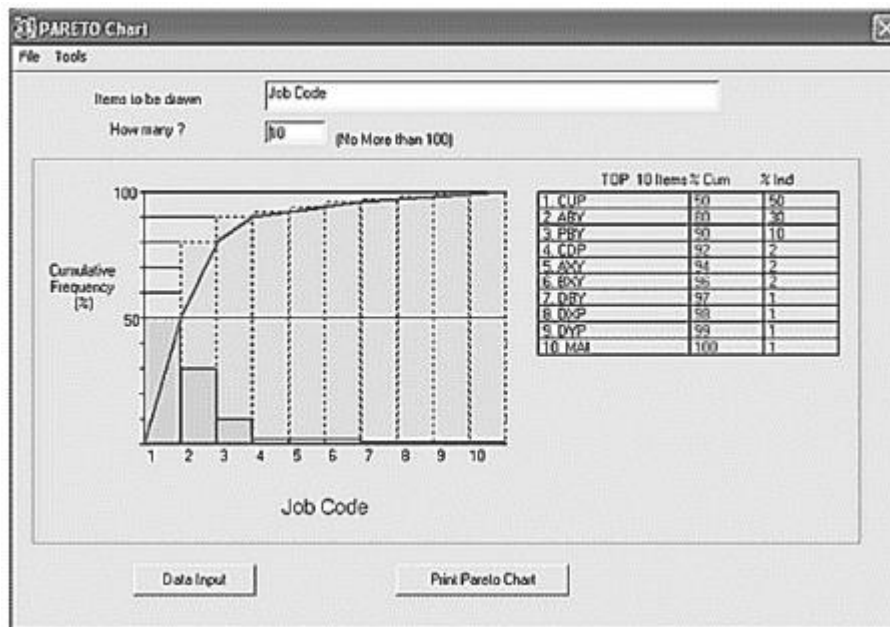 PARETO Chart
File Tools
Items to be drawn Job Code
How many ? 10 (No More than 100)
TOP 10 Items % Cum % Ind
1. CUP 50 50
2. ABY 80 30
3. PBY 90 10
4. CDP 92 2
5. AXY 94 2
6. BXY 96 2
7. DBY 97 1
8. DXP 98 1
9. DYP 99 1
10. MAI 100 1
100
Cumulative
Frequency
(%)
50
1 2 3 4 5 6 7 8 9 10
Job Code
Data Input Print Pareto Chart